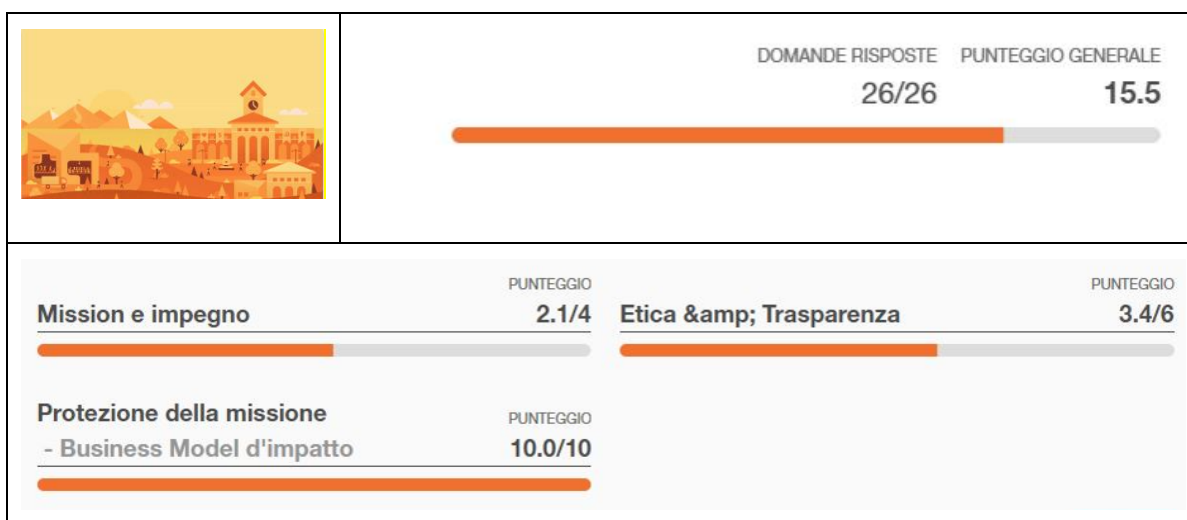 DOMANDE RISPOSTE PUNTEGGIO GENERALE
26/26 15.5
PUNTEGGIO
Mission e impegno 2.1/4
PUNTEGGIO
Etica &amp; Trasparenza 3.4/6
Protezione della missione PUNTEGGIO
- Business Model d'impatto 10.0/10